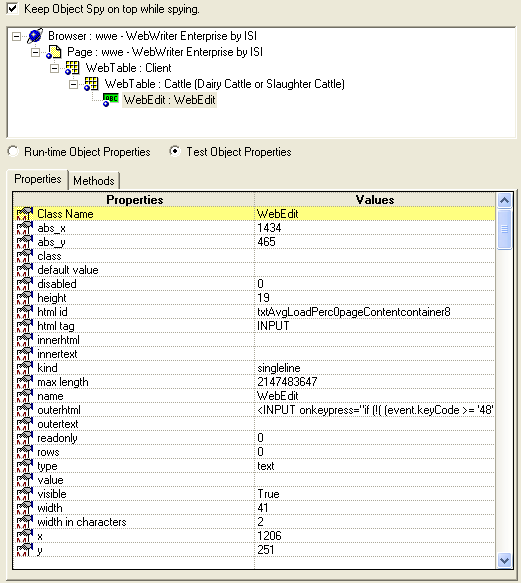 Keep Object Spy on top while spying.
Browser : wwe - WebWriter Enterprise by ISI
Page : wwe - WebWriter Enterprise by ISI
WebTable : Client
WebTable : Cattle (Dairy Cattle or Slaughter Cattle)
ABC WebEdit : WebEdit
Run-time Object Properties Test Object Properties
Properties Methods
Properties Values
Class Name WebEdit
abs_x 1434
abs_y 465
class
default value
disabled 0
height 19
html id txtAvgLoadPerc0pageContentcontainer8
html tag INPUT
innerhtml
innertext
kind singleline
max length 2147483647
name WebEdit
outerhtml <INPUT onkeypress="if (!( (event.keyCode >= '48'
outertext
readonly 0
rows 0
type text
value
visible True
width 41
width in characters 2
x 1206
y 251